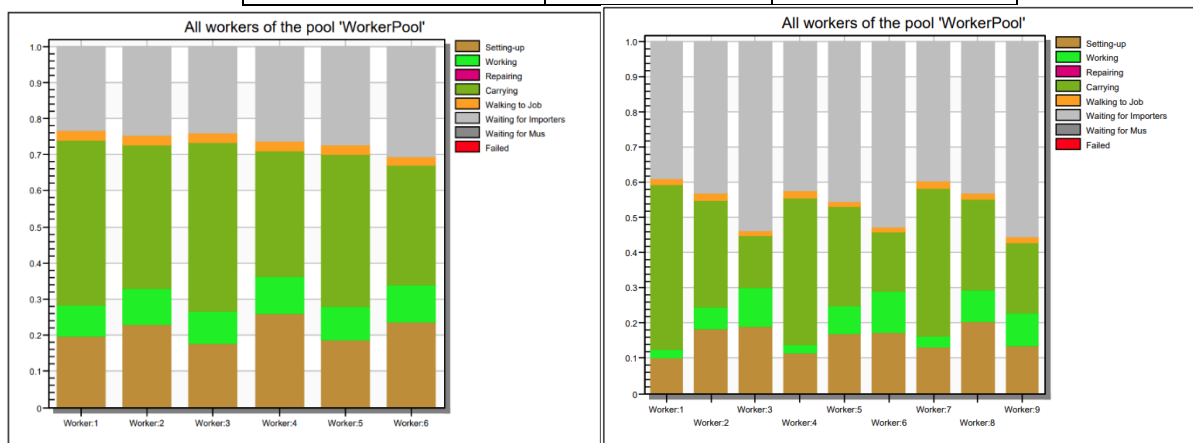 All workers of the pool 'WorkerPool'
1.0
0.9
0.8
0.7
0.6
0.5
0.4
0.3
0.2
0.1
0
Worker:1 Worker:2 Worker:3 Worker:4 Worker:5 Worker:6
Setting-up
Working
Repairing
Carrying
Walking to Job
Waiting for Importers
Waiting for Mus
Failed
All workers of the pool 'WorkerPool'
1.0
0.9
0.8
0.7
0.6
0.5
0.4
0.3
0.2
0.1
0
Worker:1 Worker:3 Worker:5 Worker:7 Worker:9
Worker:2 Worker:4 Worker:6 Worker:8
Setting-up
Working
Repairing
Carrying
Walking to Job
Waiting for Importers
Waiting for Mus
Failed